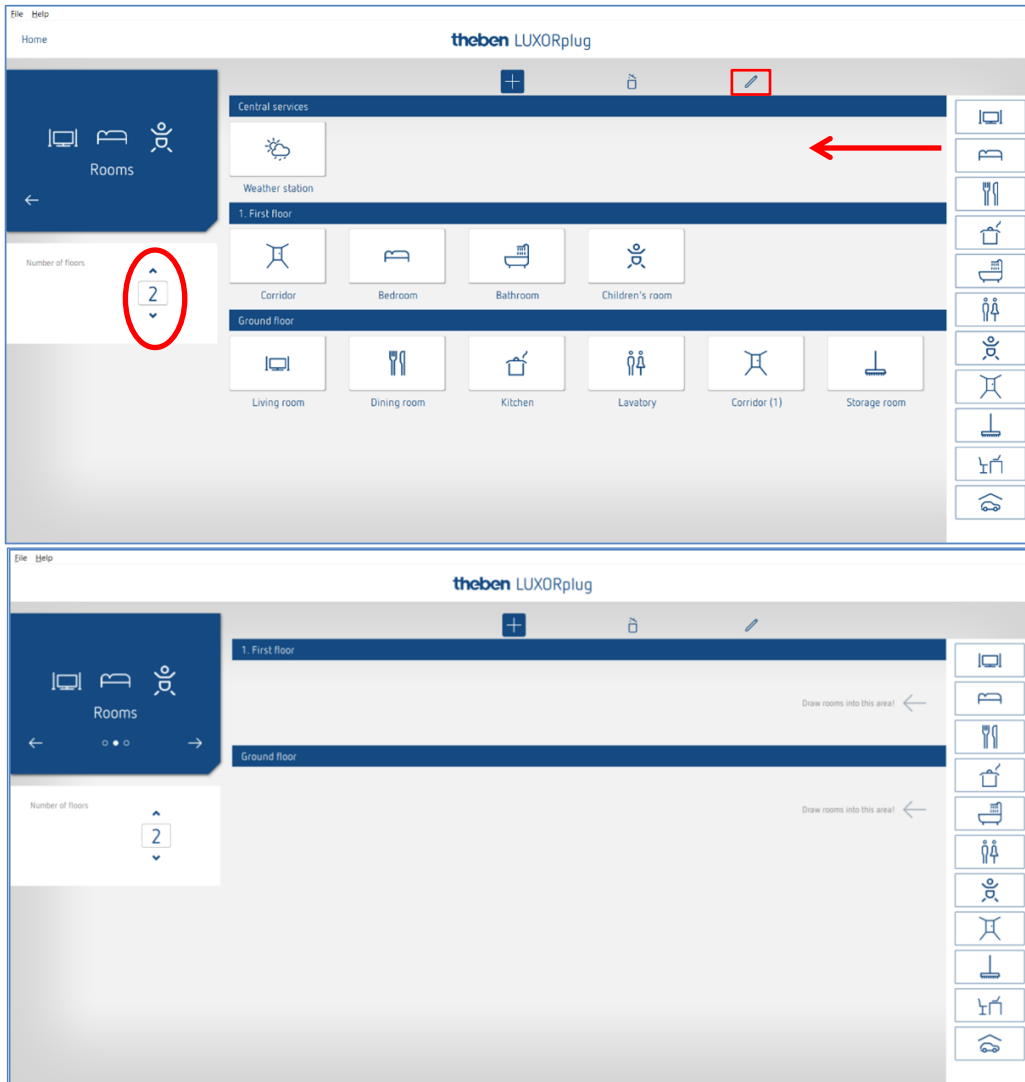 File Help
Home
theben LUXORplug
Rooms
Number of floors
2
Central services
Weather station
1. First floor
Corridor Bedroom Bathroom Children's room
Ground floor
Living room Dining room Kitchen Lavatory Corridor (1) Storage room
File Help
theben LUXORplug
Rooms
Number of floors
2
1. First floor
Draw rooms into this area!
Ground floor
Draw rooms into this area!